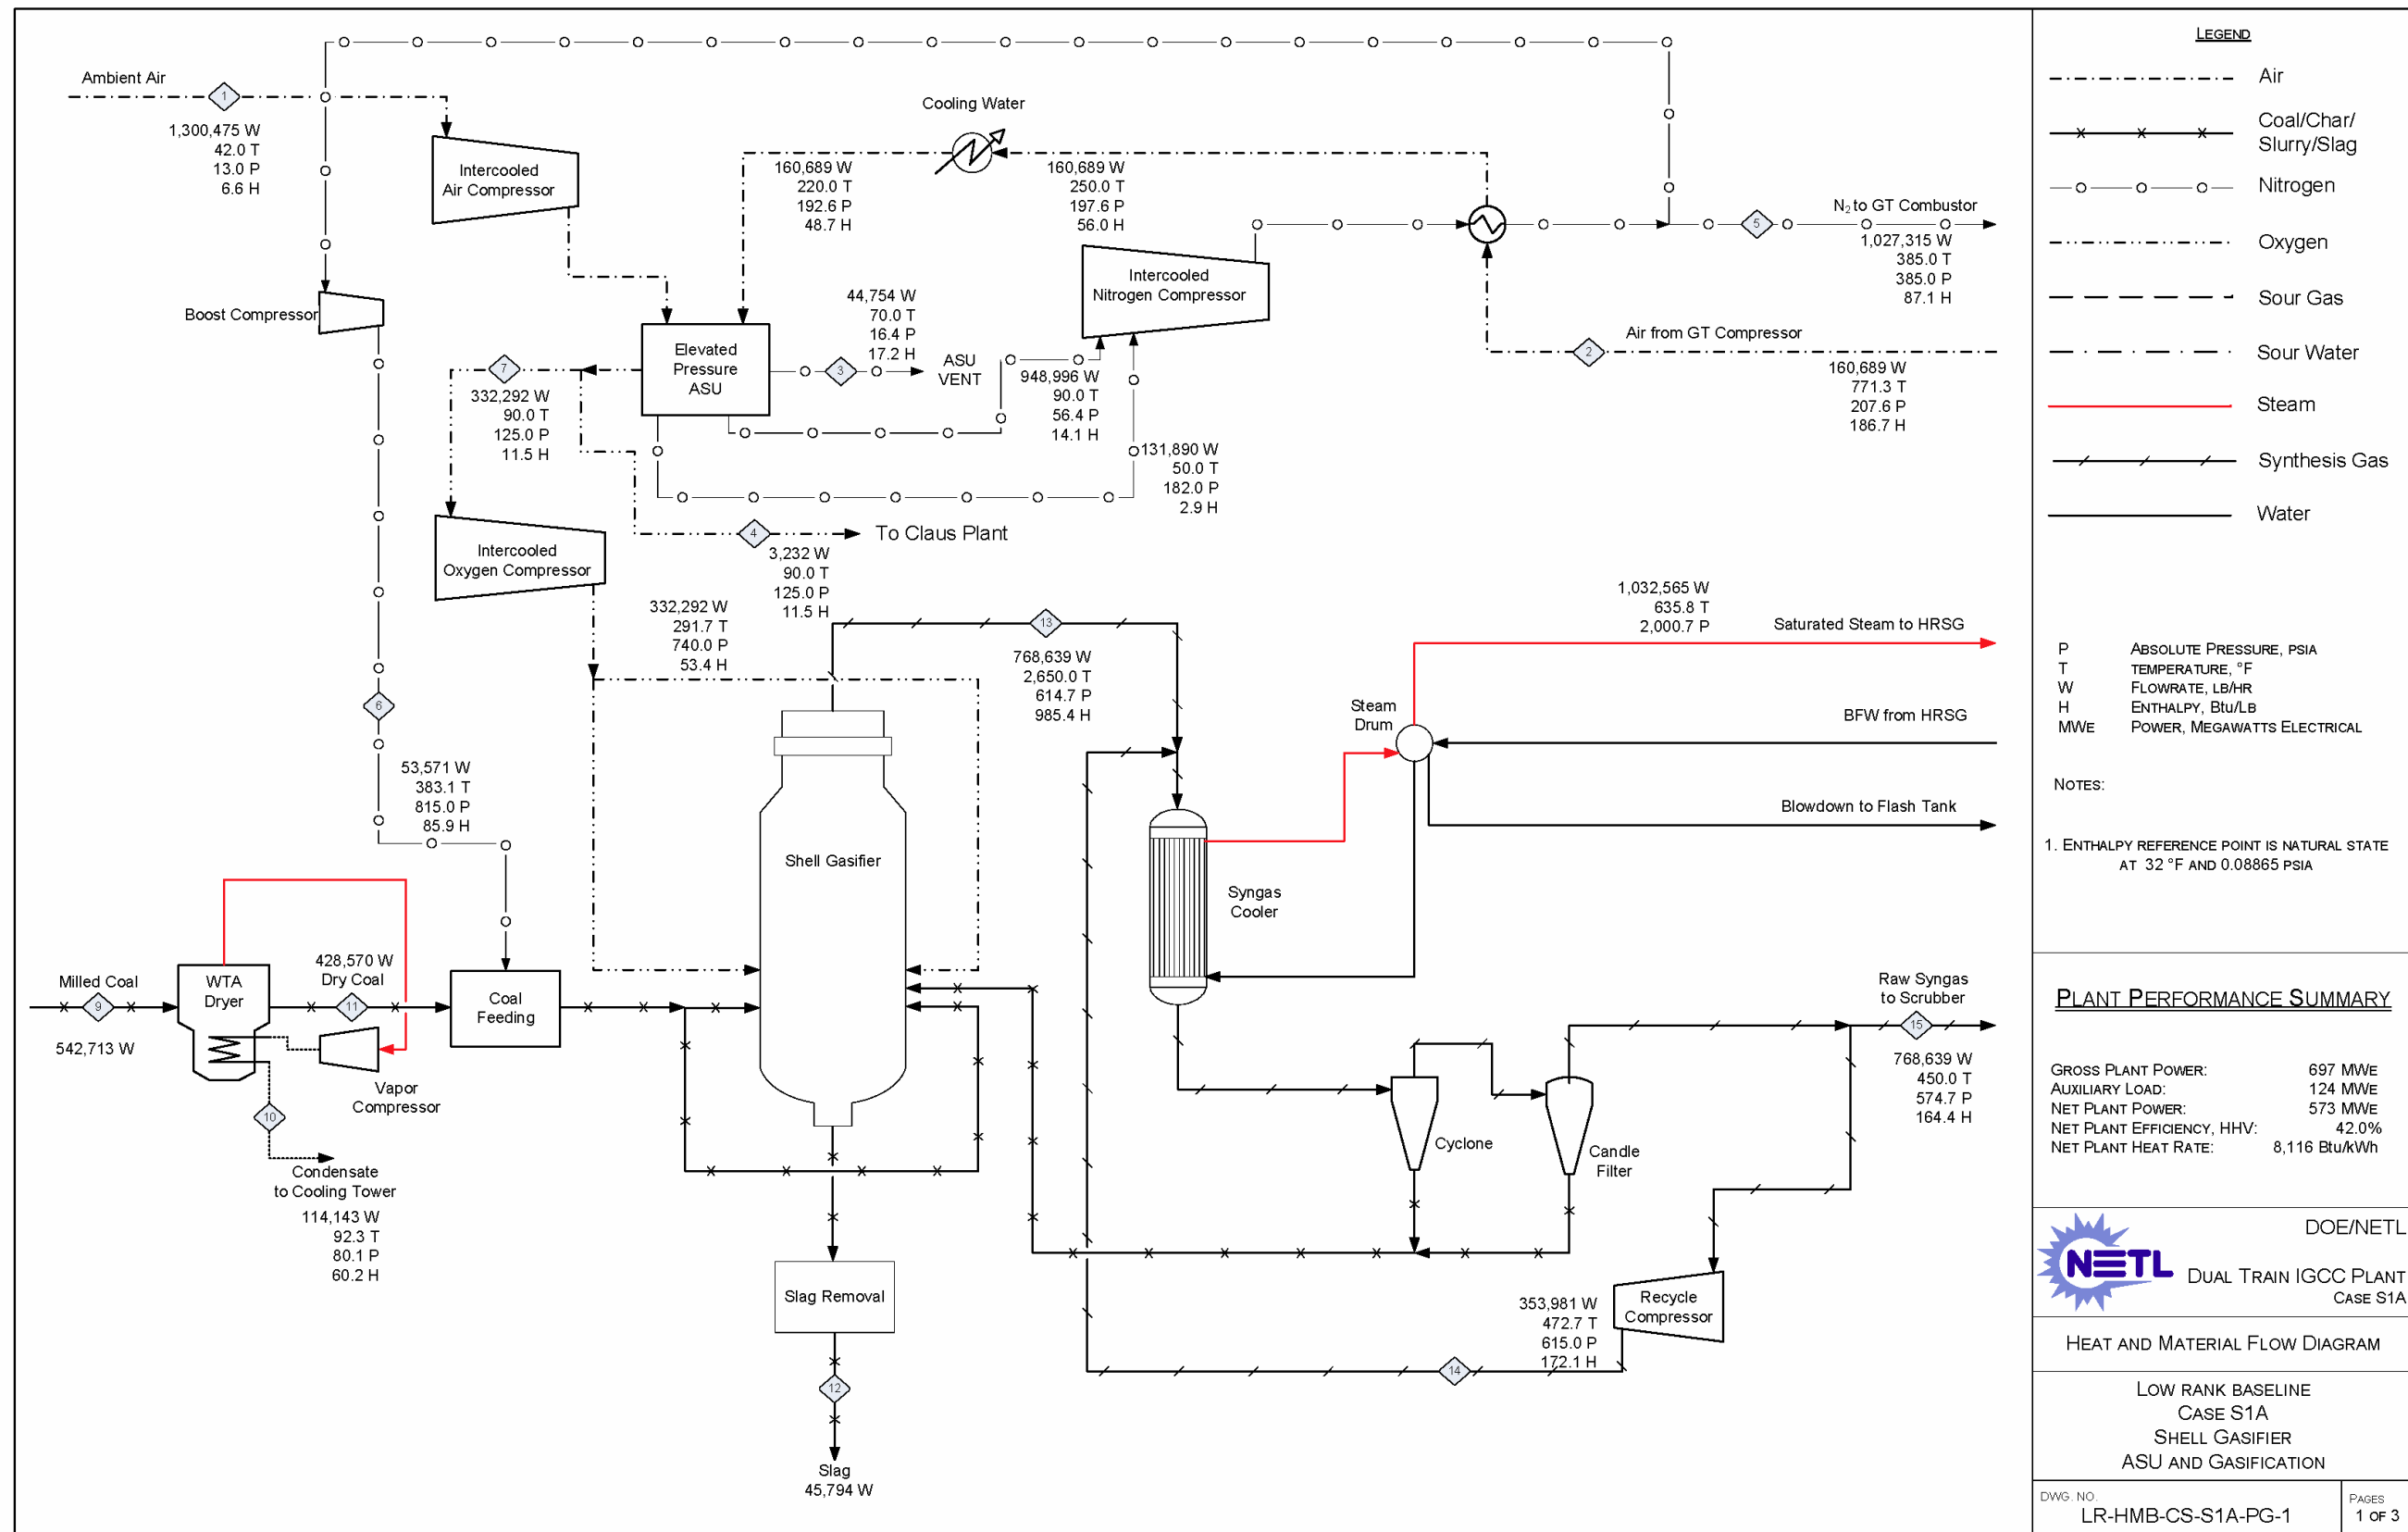 Ambient Air
1
1,300,475 W
42.0 T
13.0 P
6.6 H
Intercooled
Air Compressor
Cooling Water
160,689 W
220.0 T
192.6 P
48.7 H
160,689 W
250.0 T
197.6 P
56.0 H
N2 to GT Combustor
5
1,027,315 W
385.0 T
385.0 P
87.1 H
Intercooled
Nitrogen Compressor
Boost Compressor
44,754 W
70.0 T
16.4 P
17.2 H
Elevated
Pressure
ASU
3
ASU
VENT
Air from GT Compressor
2
160,689 W
771.3 T
207.6 P
186.7 H
7
332,292 W
90.0 T
125.0 P
11.5 H
948,996 W
90.0 T
56.4 P
14.1 H
131,890 W
50.0 T
182.0 P
2.9 H
4
To Claus Plant
3,232 W
90.0 T
125.0 P
11.5 H
Intercooled
Oxygen Compressor
332,292 W
291.7 T
740.0 P
53.4 H
13
768,639 W
2,650.0 T
614.7 P
985.4 H
1,032,565 W
635.8 T
2,000.7 P
Saturated Steam to HRSG
Steam
Drum
BFW from HRSG
Blowdown to Flash Tank
6
53,571 W
383.1 T
815.0 P
85.9 H
Shell Gasifier
Syngas
Cooler
Milled Coal
9
542,713 W
WTA
Dryer
428,570 W
Dry Coal
11
Coal
Feeding
Vapor
Compressor
10
Condensate
to Cooling Tower
114,143 W
92.3 T
80.1 P
60.2 H
Raw Syngas
to Scrubber
15
768,639 W
450.0 T
574.7 P
164.4 H
Cyclone
Candle
Filter
Slag Removal
353,981 W
472.7 T
615.0 P
172.1 H
Recycle
Compressor
14
12
Slag
45,794 W
LEGEND
Air
Coal/Char/
Slurry/Slag
Nitrogen
Oxygen
Sour Gas
Sour Water
Steam
Synthesis Gas
Water
P ABSOLUTE PRESSURE, PSIA
T TEMPERATURE, °F
W FLOWRATE, LB/HR
H ENTHALPY, Btu/LB
MWE POWER, MEGAWATTS ELECTRICAL
NOTES:
1. ENTHALPY REFERENCE POINT IS NATURAL STATE
AT 32 °F AND 0.08865 PSIA
PLANT PERFORMANCE SUMMARY
GROSS PLANT POWER: 697 MWE
AUXILIARY LOAD: 124 MWE
NET PLANT POWER: 573 MWE
NET PLANT EFFICIENCY, HHV: 42.0%
NET PLANT HEAT RATE: 8,116 Btu/kWh
NETL
DOE/NETL
DUAL TRAIN IGCC PLANT
CASE S1A
HEAT AND MATERIAL FLOW DIAGRAM
LOW RANK BASELINE
CASE S1A
SHELL GASIFIER
ASU AND GASIFICATION
DWG. NO.
LR-HMB-CS-S1A-PG-1
PAGES
1 OF 3